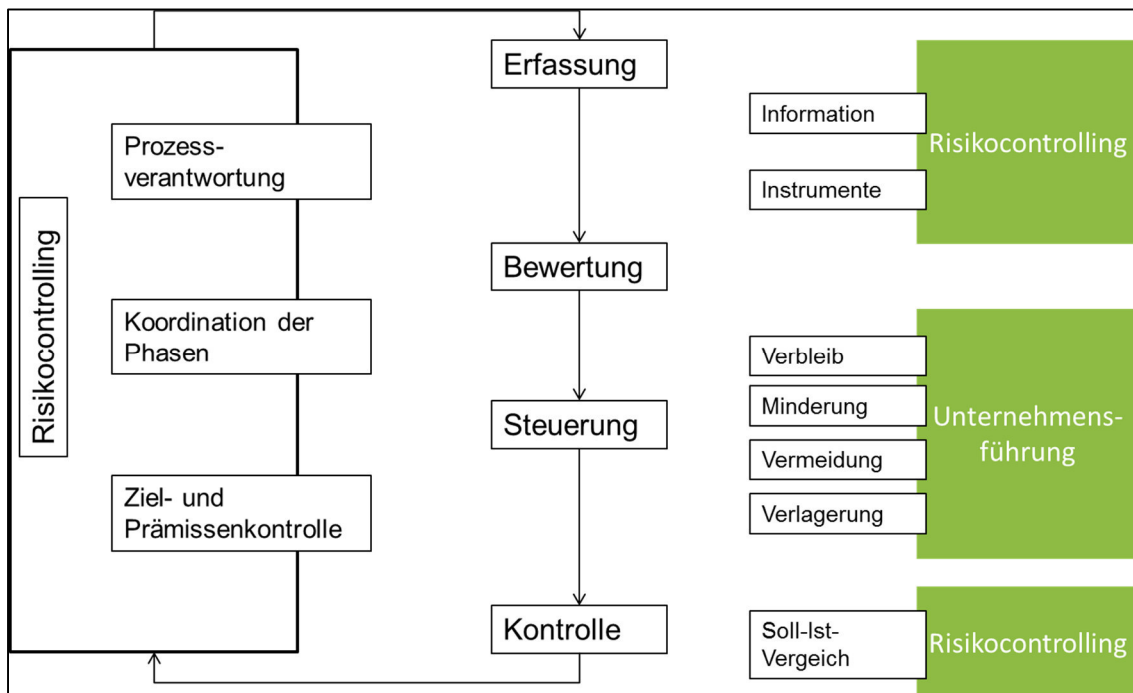 Risikocontrolling
Prozess-
verantwortung
Koordination der
Phasen
Ziel- und
Prämissenkontrolle
Erfassung
Bewertung
Steuerung
Kontrolle
Information
Instrumente
Risikocontrolling
Verbleib
Minderung
Vermeidung
Verlagerung
Unternehmens-
führung
Soll-Ist-
Vergeich
Risikocontrolling